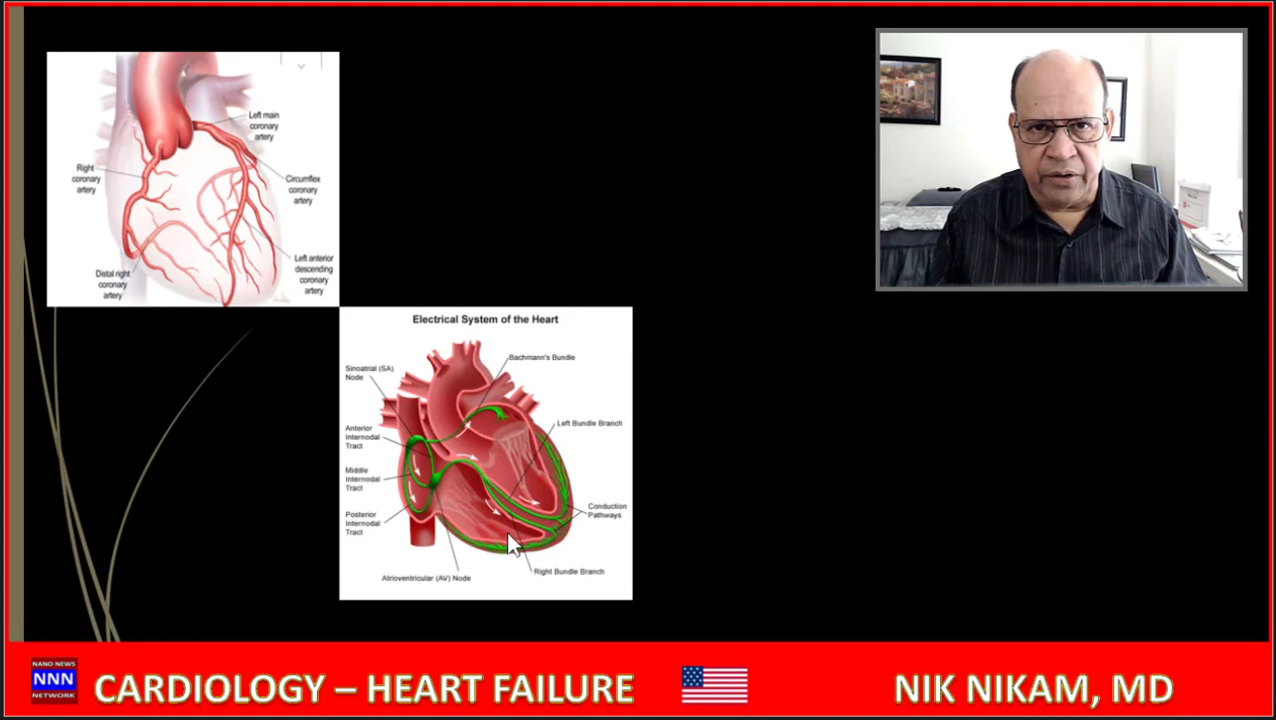 Left main
coronary
artery
Right
coronary
artery
Circumflex
coronary
artery
Left anterior
descending
coronary
artery
Distal right
coronary
artery
Electrical System of the Heart
Bachmann's Bundle
Sinoatrial (SA)
Node
Left Bundle Branch
Anterior
Internodal
Tract
Middle
Internodal
Tract
Conduction
Pathways
Posterior
Internodal
Tract
Right Bundle Branch
Atrioventricular (AV) Node
NANO NEWS
NNN
NETWORK
CARDIOLOGY – HEART FAILURE
NIK NIKAM, MD